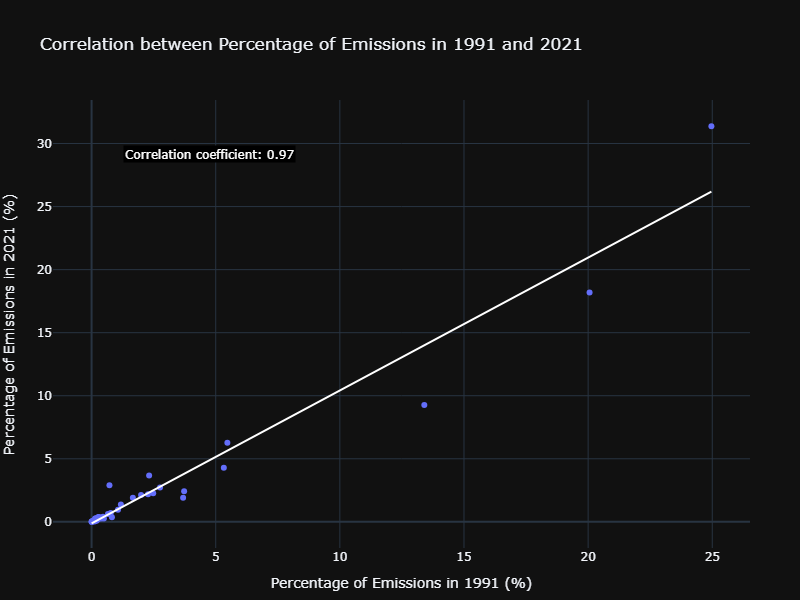 Correlation between Percentage of Emissions in 1991 and 2021
30
Correlation coefficient: 0.97
25
20
15
10
5
0
Percentage of Emissions in 2021 (%)
0 5 10 15 20 25
Percentage of Emissions in 1991 (%)